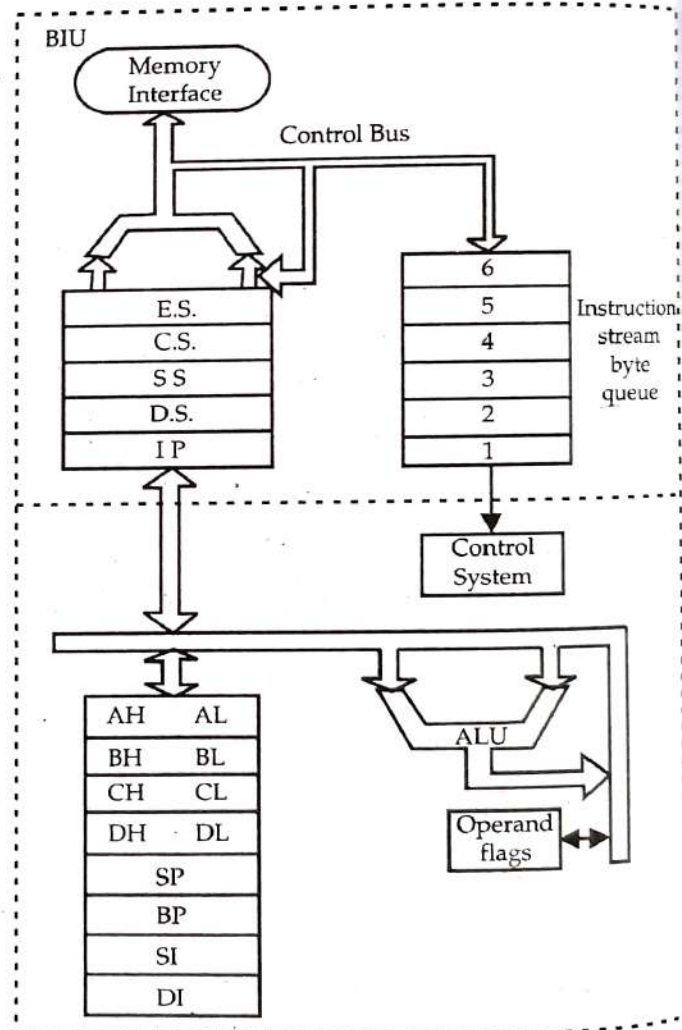 BIU
Memory
Interface
Control Bus
E.S.
C.S.
S S
D.S.
I P
6
5
4
3
2
1
Instruction
stream
byte
queue
Control
System
AH AL
BH BL
CH CL
DH DL
SP
BP
SI
DI
ALU
Operand
flags